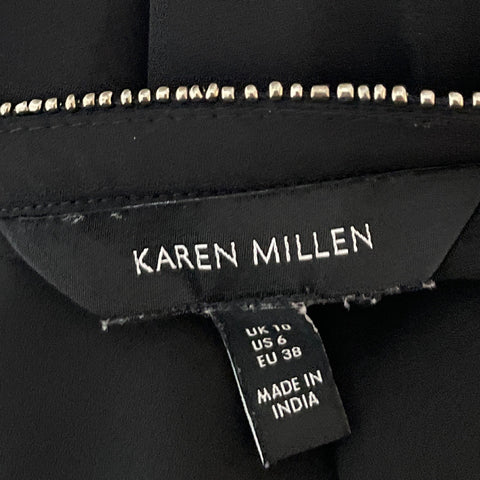 KAREN MILLEN
UK 10
US 6
EU 38
MADE IN
INDIA